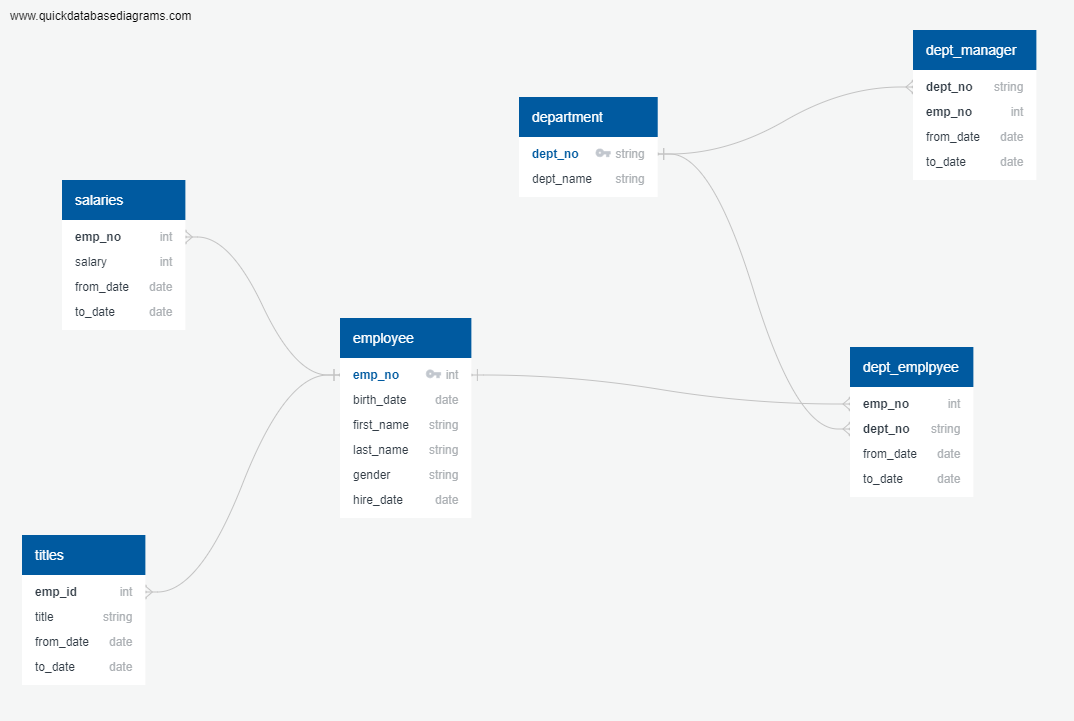 www.quickdatabasediagrams.com
dept_manager
dept_no string
emp_no int
from_date date
to_date date
department
dept_no string
dept_name string
salaries
emp_no int
salary int
from_date date
to_date date
employee
emp_no int
birth_date date
first_name string
last_name string
gender string
hire_date date
dept_emplpyee
emp_no int
dept_no string
from_date date
to_date date
titles
emp_id int
title string
from_date date
to_date date